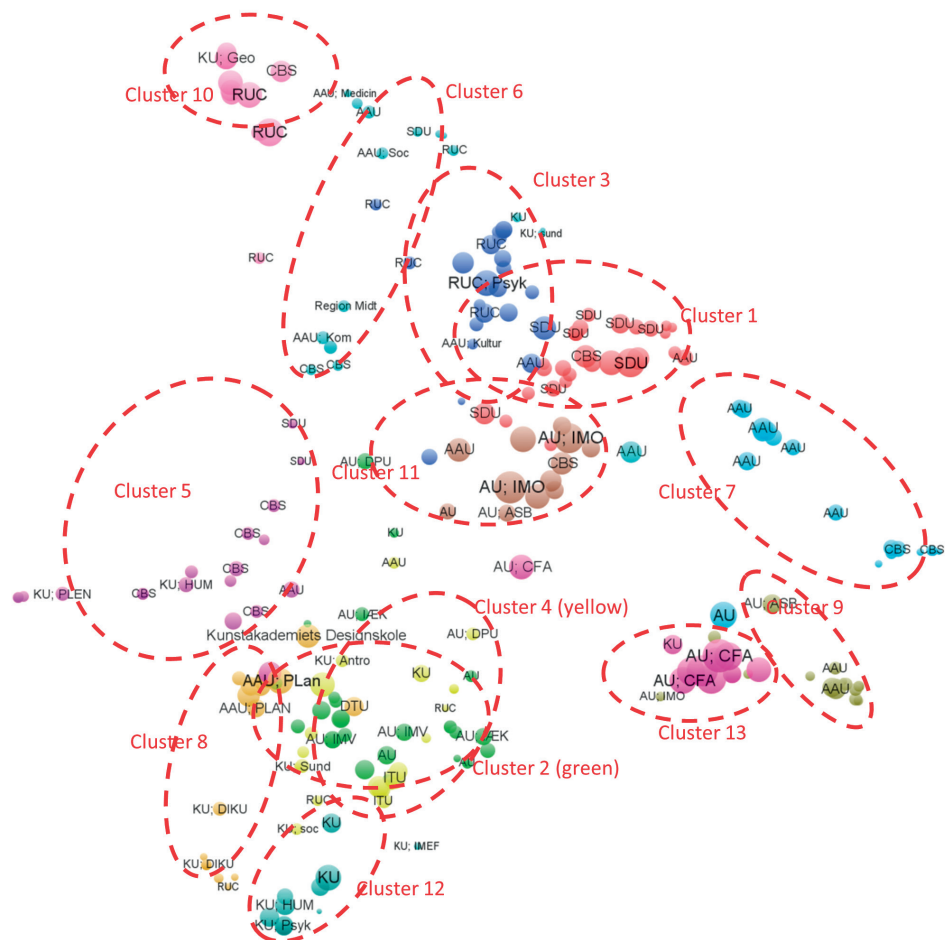 KU; Geo
CBS
Cluster 10
RUC
RUC
Cluster 6
AAU; Medicin
AAU
SDU
RUC
AAU; Soc
Cluster 3
RUC
KU
KU; sund
RUC
RUC
RUC
RUC; Psyk
Region Midt
RUC
Cluster 1
SDU
SDU
SDU
SDU
SDU
AAU; Kom
AAU; Kultur
CBS
SDU
AAU
AAU
CBS
CBS
SDU
AAU
SDU
SDU
AAU
AU; IMO
AAU
AAU
AAU
AAU
SDU
AU; DPU
Cluster 11
CBS
Cluster 5
AU; IMO
Cluster 7
CBS
AU
AU; ASB
AAU
KU
CBS
CBS
CBS
AAU
AU; CFA
KU; HUM
KU; PLEN
CBS
AAU
CBS
Cluster 4 (yellow)
AU; ASB
Cluster 9
AU; IÆK
AU
Kunstakademiets Designskole
AU; DPU
KU
KU; Antro
AU; CFA
AAU; PLan
KU
AU
AU; CFA
AAU
AAU
AU; IMO
AAU; PLAN
DTU
RUC
Cluster 13
Cluster 8
AU; IMV
AU; IMV
AU; ÆK
AU
AU
KU; Sund
Cluster 2 (green)
ITU
RUC
ITU
KU; DIKU
KU; soc
KU
KU; IMEF
KU; DIKU
RUC
KU
Cluster 12
KU; HUM
KU; Psyk